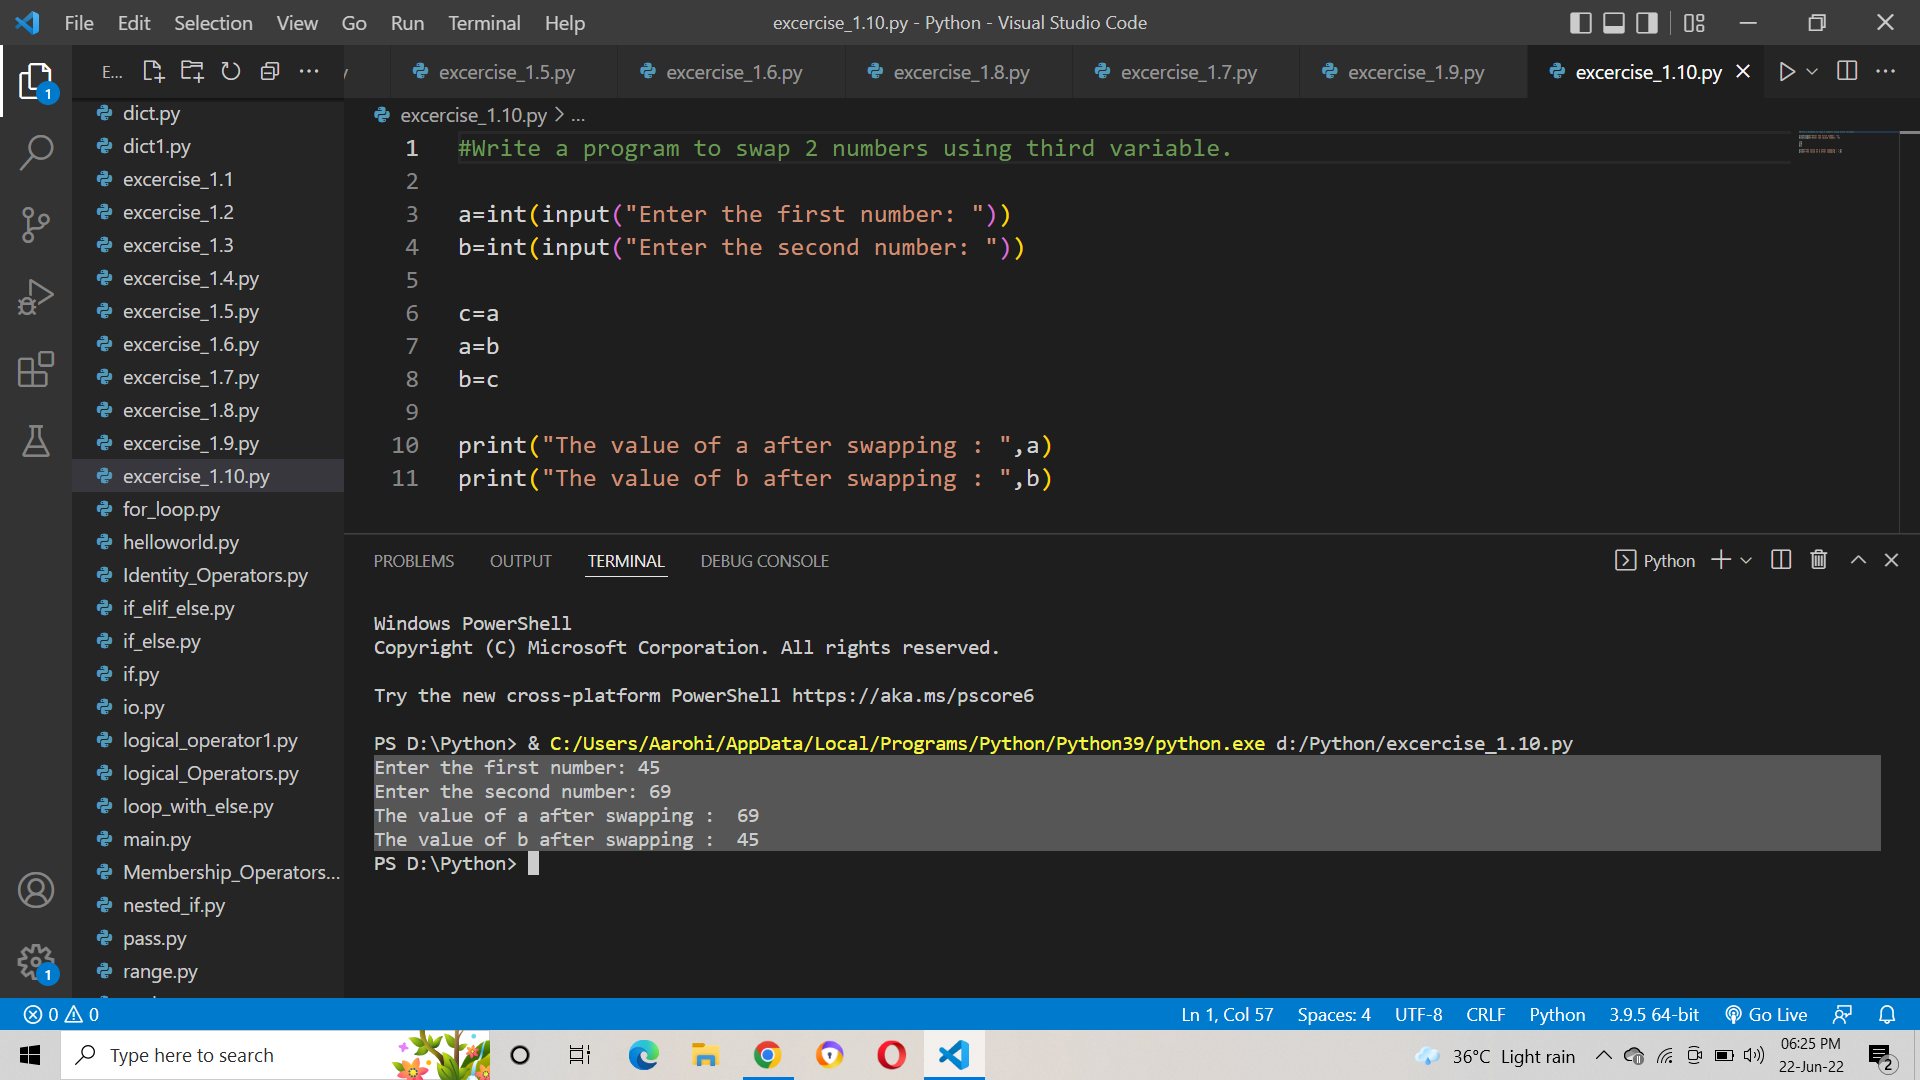 File Edit Selection View Go Run Terminal Help
excercise_1.10.py - Python - Visual Studio Code
E...
excercise_1.5.py
excercise_1.6.py
excercise_1.8.py
excercise_1.7.py
excercise_1.9.py
excercise_1.10.py
1
dict.py
dict1.py
excercise_1.1
excercise_1.2
excercise_1.3
excercise_1.4.py
excercise_1.5.py
excercise_1.6.py
excercise_1.7.py
excercise_1.8.py
excercise_1.9.py
excercise_1.10.py
for_loop.py
helloworld.py
Identity_Operators.py
if_elif_else.py
if_else.py
if.py
io.py
logical_operator1.py
logical_Operators.py
loop_with_else.py
main.py
Membership_Operators...
nested_if.py
pass.py
range.py
1
excercise_1.10.py > ...
1 #Write a program to swap 2 numbers using third variable.
2
3 a=int(input("Enter the first number: "))
4 b=int(input("Enter the second number: "))
5
6 c=a
7 a=b
8 b=c
9
10 print("The value of a after swapping : ",a)
11 print("The value of b after swapping : ",b)
PROBLEMS OUTPUT TERMINAL DEBUG CONSOLE
Python
Windows PowerShell
Copyright (C) Microsoft Corporation. All rights reserved.
Try the new cross-platform PowerShell https://aka.ms/pscore6
PS D:\Python> & C:/Users/Aarohi/AppData/Local/Programs/Python/Python39/python.exe d:/Python/excercise_1.10.py
Enter the first number: 45
Enter the second number: 69
The value of a after swapping :  69
The value of b after swapping :  45
PS D:\Python>
0 0
Ln 1, Col 57 Spaces: 4 UTF-8 CRLF Python 3.9.5 64-bit Go Live
Type here to search
36°C Light rain
06:25 PM
22-Jun-22
2